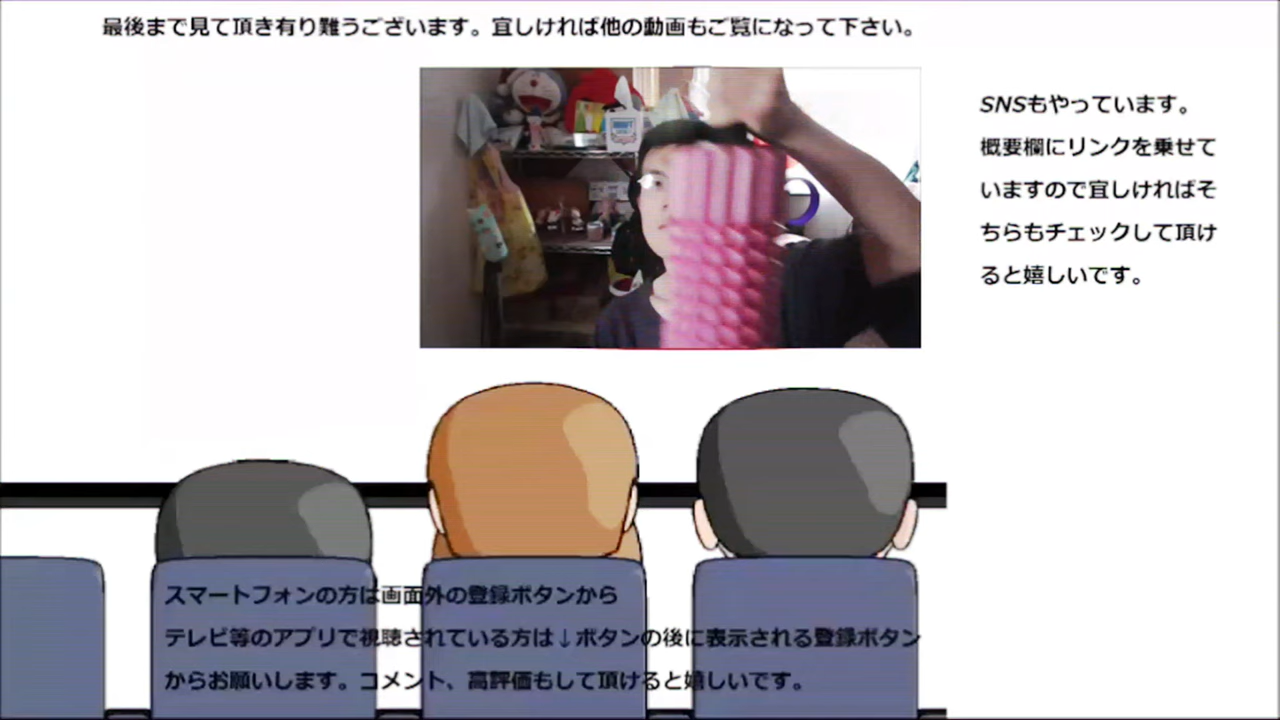 最後まで見て頂き有り難うございます。宜しければ他の動画もご覧になって下さい。
SNSもやっています。
概要欄にリンクを乗せて
いますので宜しければそ
ちらもチェックして頂け
ると嬉しいです。
スマートフォンの方は画面外の登録ボタンから
テレビ等のアプリで視聴されている方は↓ボタンの後に表示される登録ボタン
からお願いします。コメント、高評価もして頂けると嬉しいです。